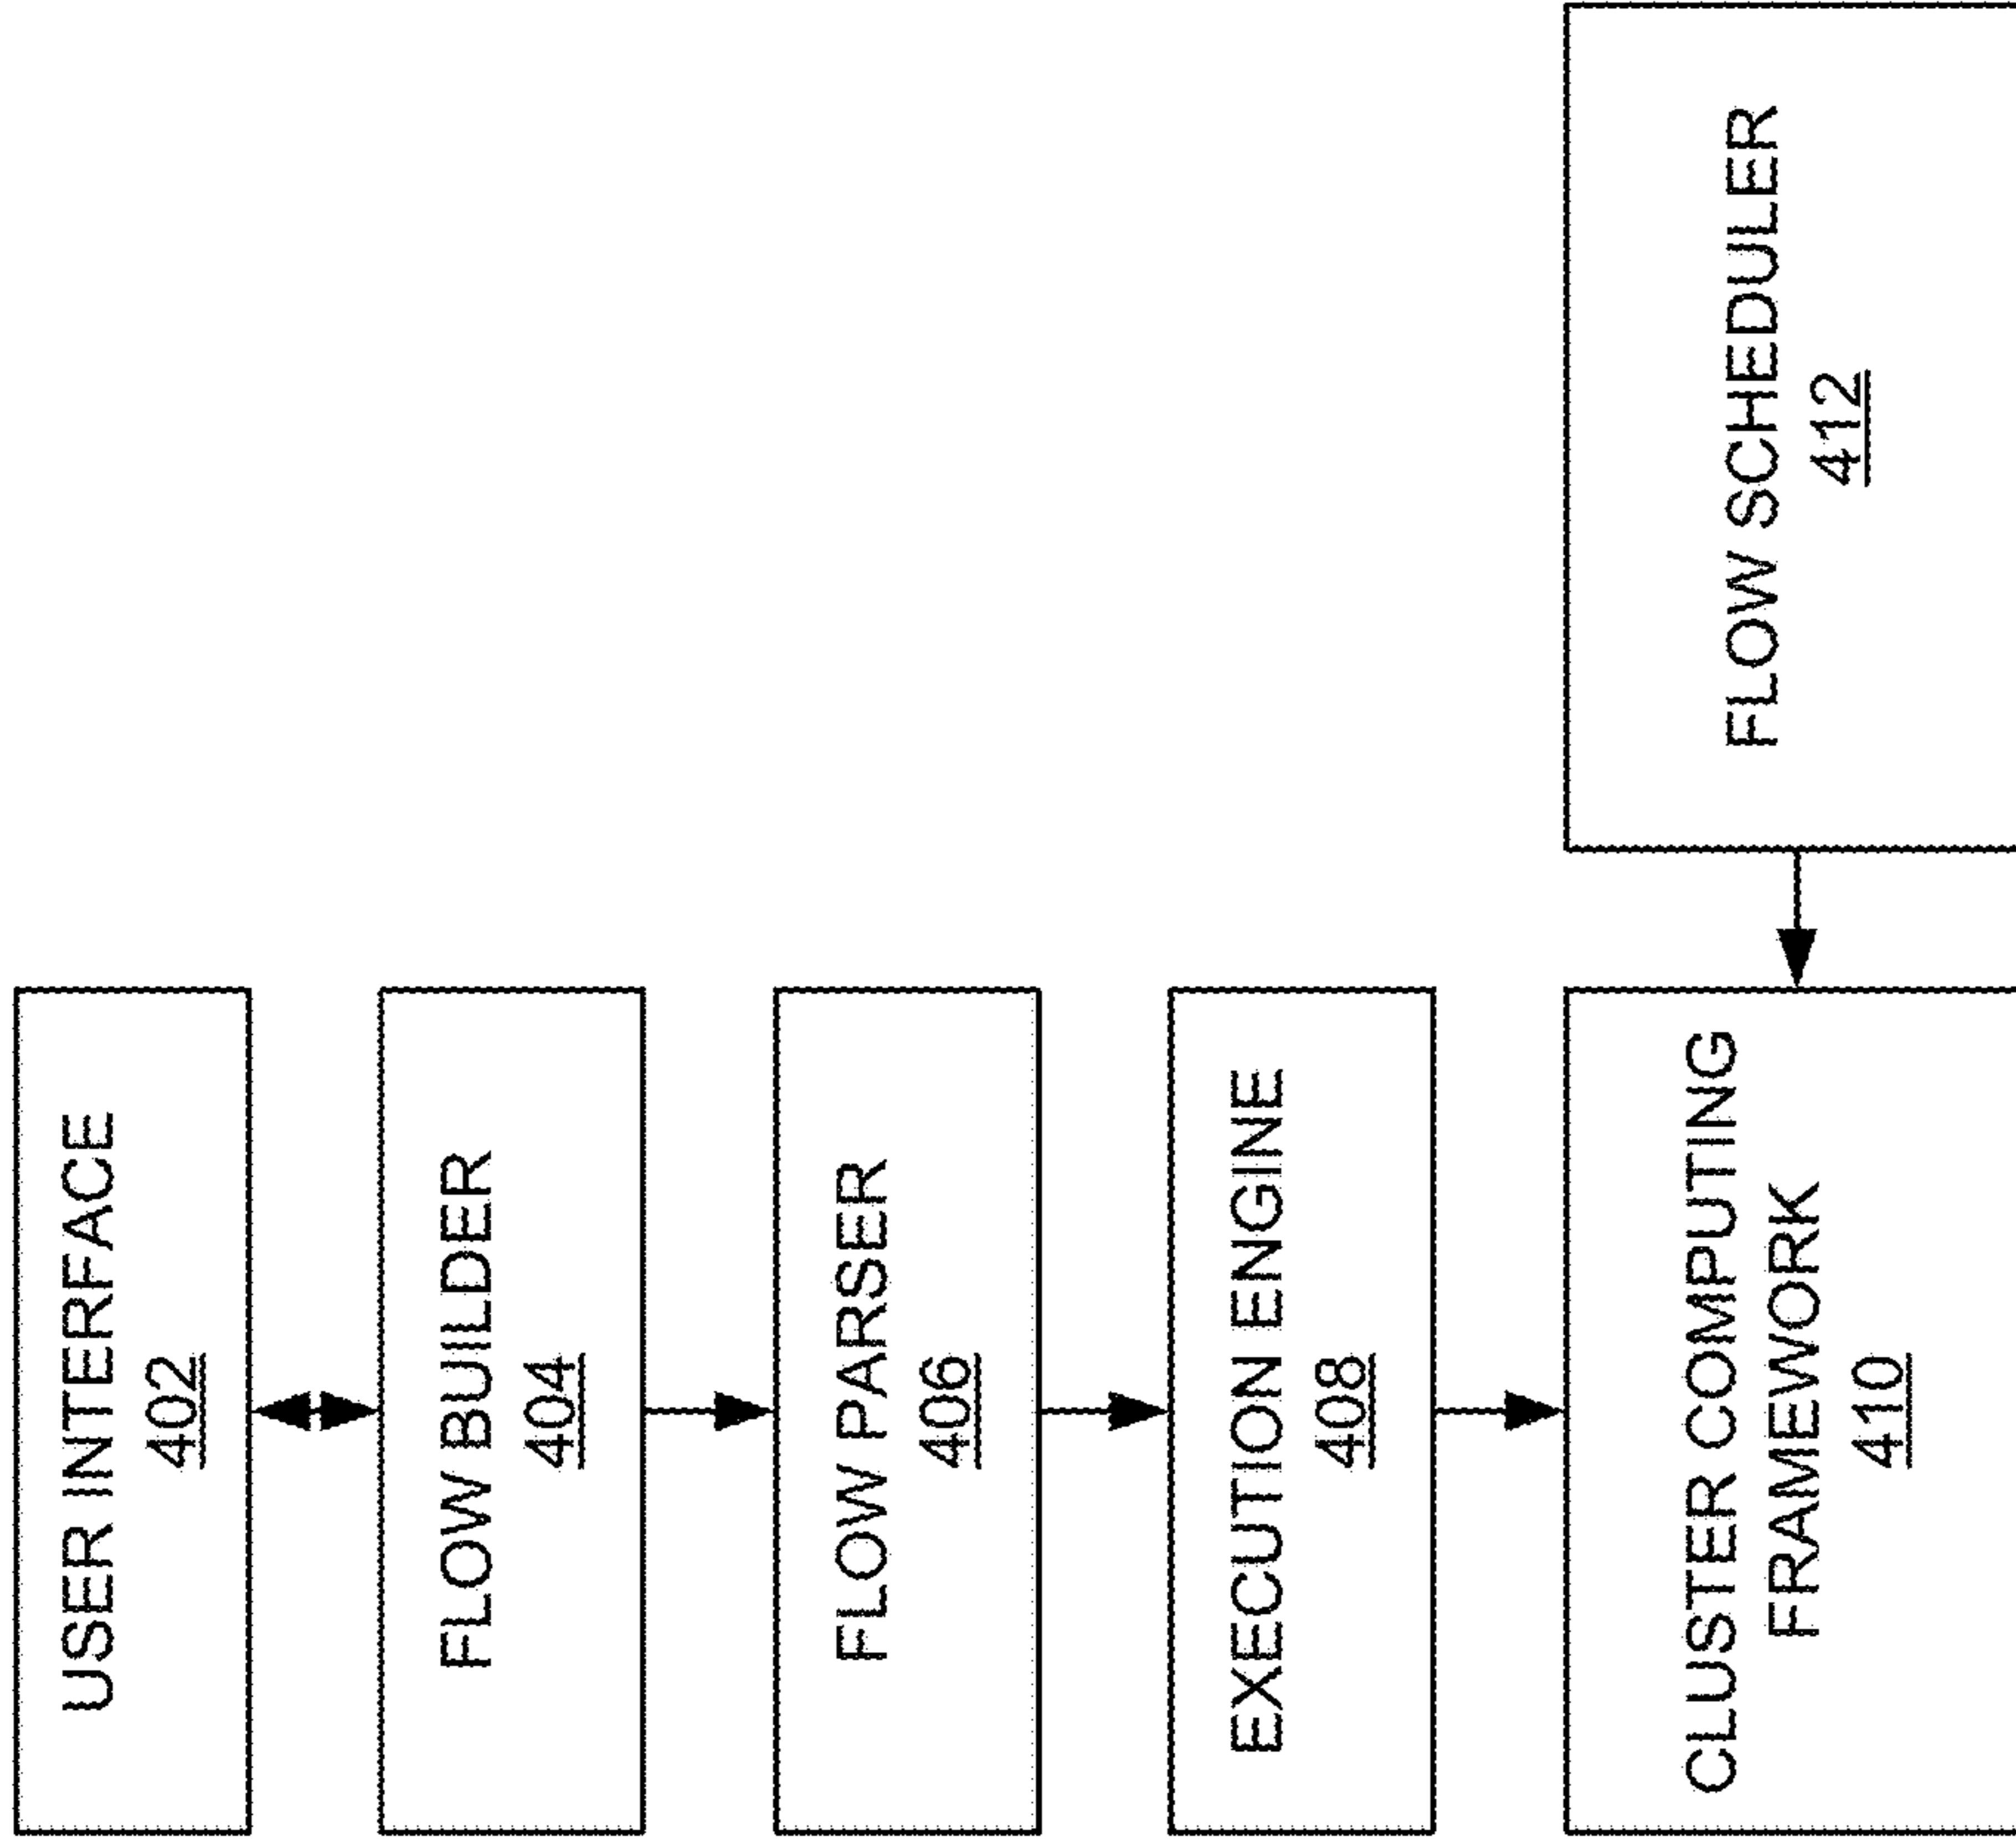 USER INTERFACE
402
FLOW BUILDER
404
FLOW PARSER
406
EXECUTION ENGINE
408
CLUSTER COMPUTING
FRAMEWORK
410
FLOW SCHEDULER
412